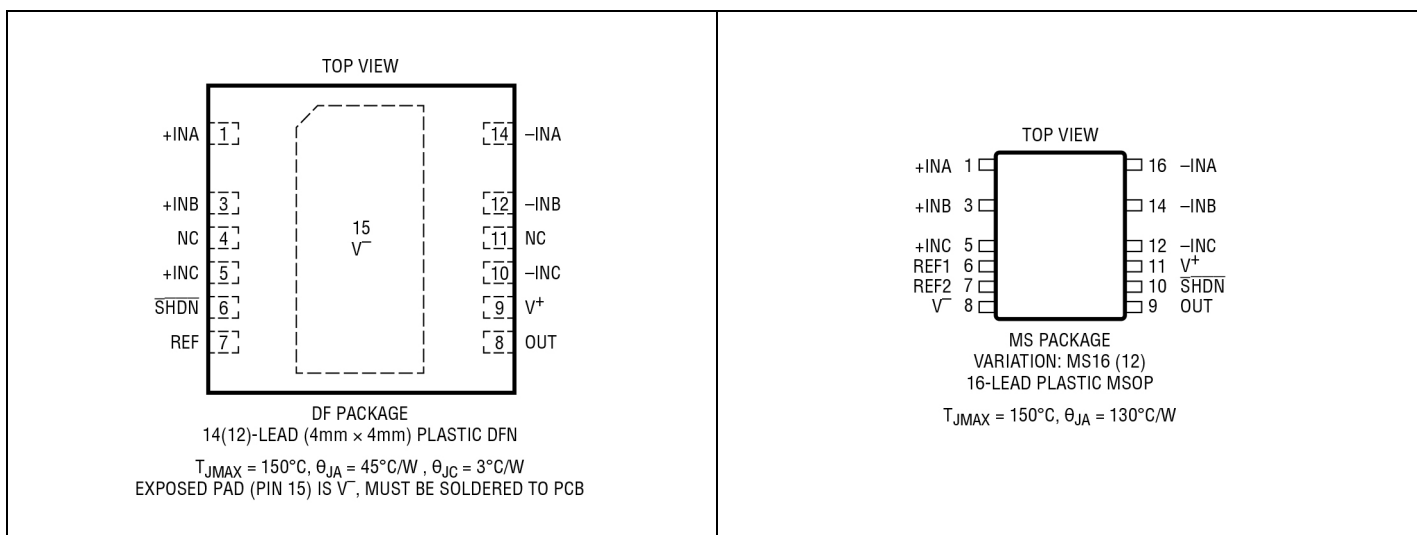 TOP VIEW
+INA 1 14 –INA
+INB 3 12 –INB
NC 4 11 NC
+INC 5 10 –INC
S̅H̅D̅N̅ 6 9 V⁺
REF 7 8 OUT
15
V⁻
DF PACKAGE
14(12)-LEAD (4mm × 4mm) PLASTIC DFN
TJMAX = 150°C, θJA = 45°C/W , θJC = 3°C/W
EXPOSED PAD (PIN 15) IS V⁻, MUST BE SOLDERED TO PCB
TOP VIEW
+INA 1 16 –INA
+INB 3 14 –INB
+INC 5 12 –INC
REF1 6 11 V⁺
REF2 7 10 S̅H̅D̅N̅
V⁻ 8 9 OUT
MS PACKAGE
VARIATION: MS16 (12)
16-LEAD PLASTIC MSOP
TJMAX = 150°C, θJA = 130°C/W